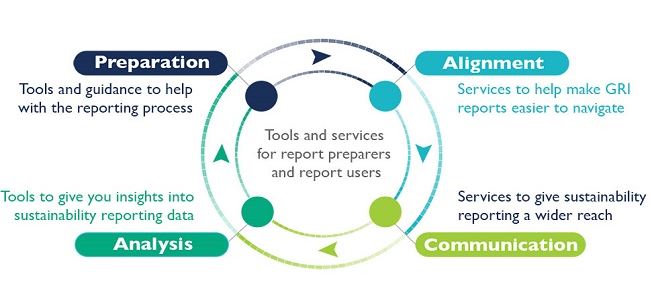 Preparation
Tools and guidance to help
with the reporting process
Alignment
Services to help make GRI
reports easier to navigate
Tools and services
for report preparers
and report users
Tools to give you insights into
sustainability reporting data
Analysis
Services to give sustainability
reporting a wider reach
Communication